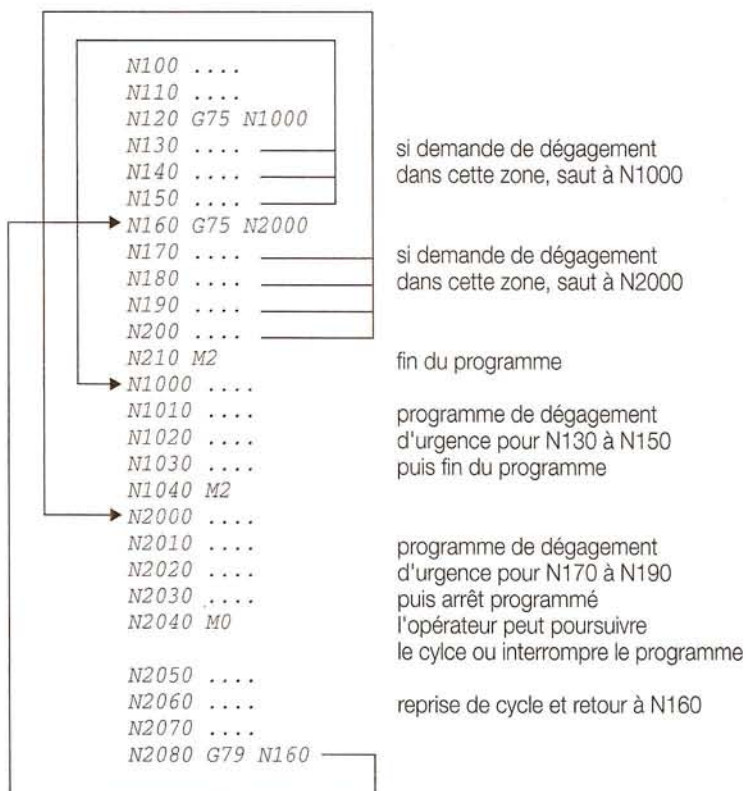 N100 ....
N110 ....
N120 G75 N1000
N130 ....
si demande de dégagement
N140 ....
dans cette zone, saut à N1000
N150 ....
N160 G75 N2000
N170 ....
si demande de dégagement
N180 ....
dans cette zone, saut à N2000
N190 ....
N200 ....
N210 M2
fin du programme
N1000 ....
N1010 ....
programme de dégagement
N1020 ....
d'urgence pour N130 à N150
N1030 ....
puis fin du programme
N1040 M2
N2000 ....
N2010 ....
programme de dégagement
N2020 ....
d'urgence pour N170 à N190
N2030 ....
puis arrêt programmé
N2040 M0
l'opérateur peut poursuivre
le cylce ou interrompre le programme
N2050 ....
N2060 ....
reprise de cycle et retour à N160
N2070 ....
N2080 G79 N160